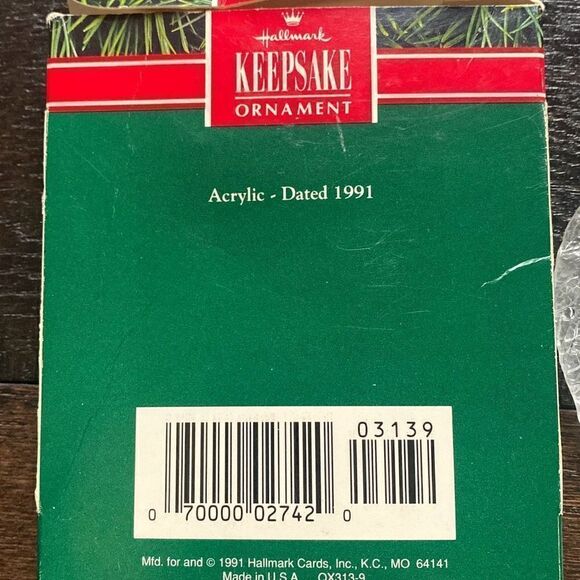 Hallmark
KEEPSAKE
ORNAMENT
Acrylic - Dated 1991
03139
0 70000 02742 0
Mfd. for and © 1991 Hallmark Cards, Inc., K.C., MO 64141
Made in U.S.A. QX313-9